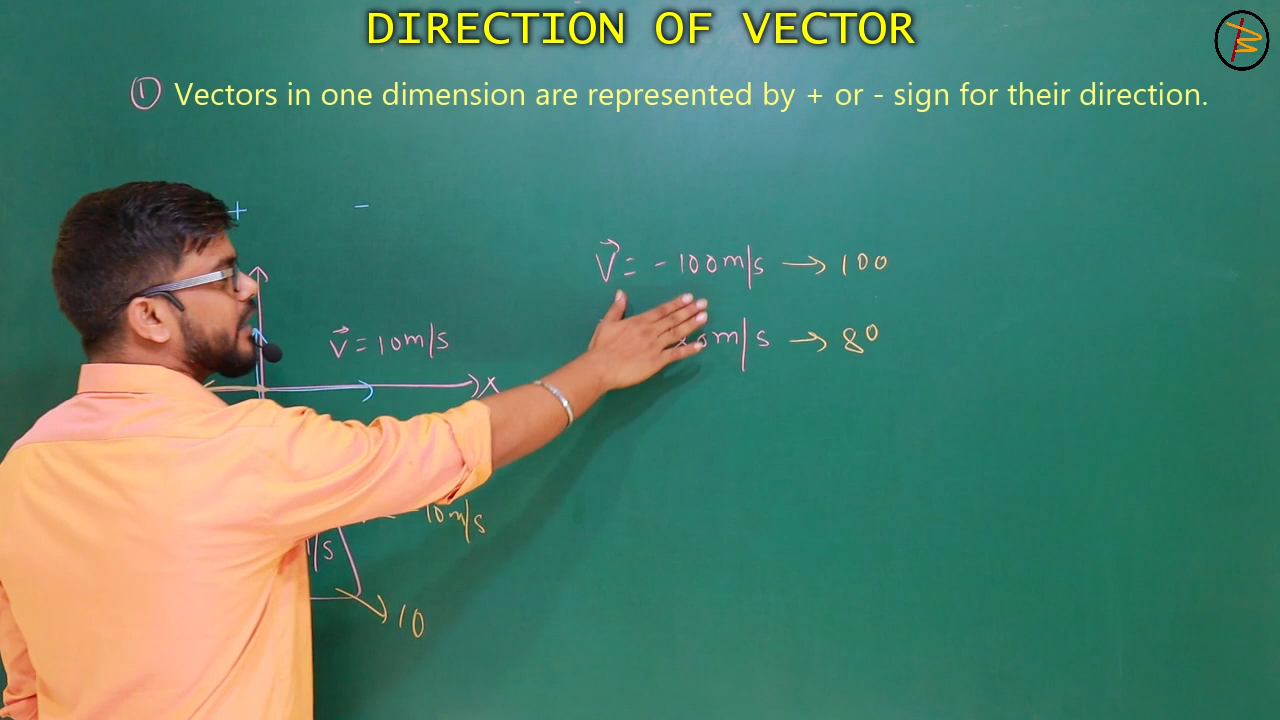 DIRECTION OF VECTOR
① Vectors in one dimension are represented by + or - sign for their direction.
+ -
V⃗ = -100m/s → 100
m/s → 80
V⃗ = 10m/s
X
-10m/s
/s
10